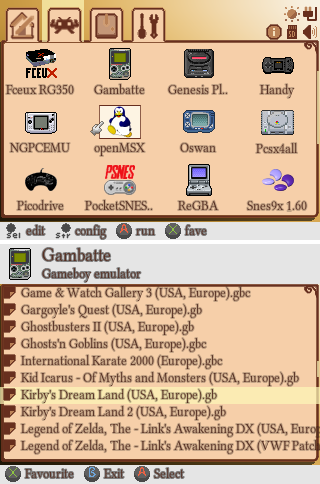 FCEUX
Fceux RG350 Gambatte Genesis Pl.. Handy
NGPCEMU openMSX Oswan Pcsx4all
PSNES
Picodrive PocketSNES.. ReGBA Snes9x 1.60
Sel edit Str config A run X fave
Gambatte
Gameboy emulator
Game & Watch Gallery 3 (USA, Europe).gbc
Gargoyle's Quest (USA, Europe).gb
Ghostbusters II (USA, Europe).gb
Ghosts'n Goblins (USA, Europe).gbc
International Karate 2000 (Europe).gbc
Kid Icarus - Of Myths and Monsters (USA, Europe).gb
Kirby's Dream Land (USA, Europe).gb
Kirby's Dream Land 2 (USA, Europe).gb
Legend of Zelda, The - Link's Awakening DX (USA, Euro
Legend of Zelda, The - Link's Awakening DX (VWF Patch
X Favourite B Exit A Select